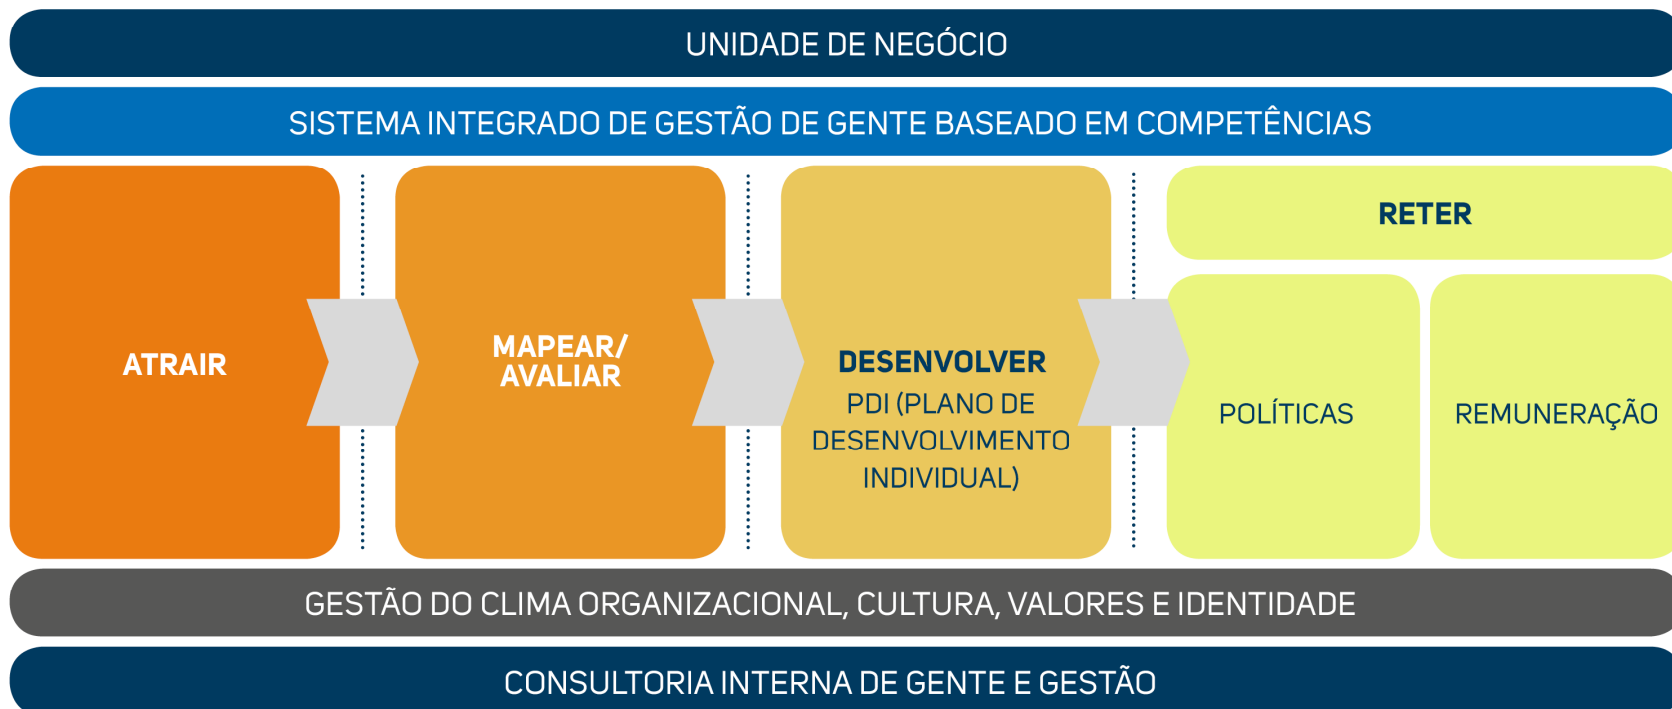 UNIDADE DE NEGÓCIO
SISTEMA INTEGRADO DE GESTÃO DE GENTE BASEADO EM COMPETÊNCIAS
ATRAIR
MAPEAR/
AVALIAR
DESENVOLVER
PDI (PLANO DE
DESENVOLVIMENTO
INDIVIDUAL)
RETER
POLÍTICAS
REMUNERAÇÃO
GESTÃO DO CLIMA ORGANIZACIONAL, CULTURA, VALORES E IDENTIDADE
CONSULTORIA INTERNA DE GENTE E GESTÃO